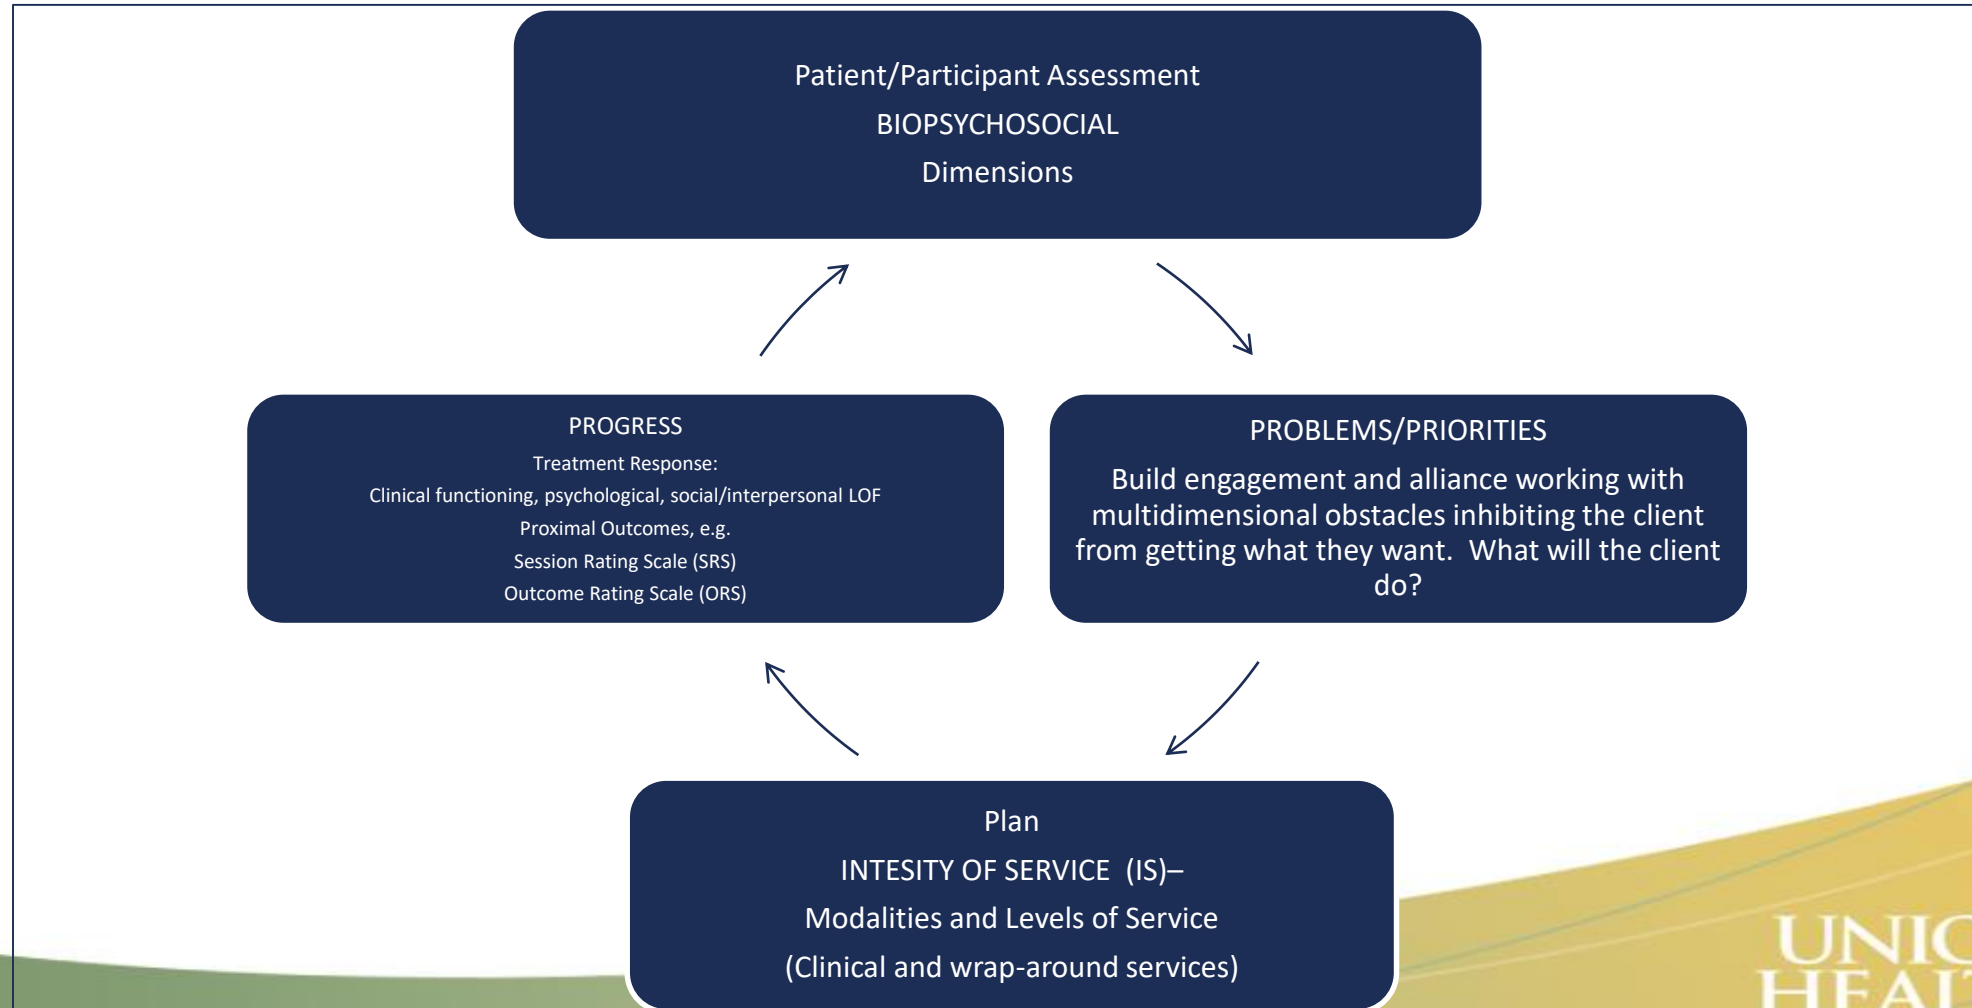 Patient/Participant Assessment
BIOPSYCHOSOCIAL
Dimensions
PROGRESS
Treatment Response:
Clinical functioning, psychological, social/interpersonal LOF
Proximal Outcomes, e.g.
Session Rating Scale (SRS)
Outcome Rating Scale (ORS)
PROBLEMS/PRIORITIES
Build engagement and alliance working with
multidimensional obstacles inhibiting the client
from getting what they want.  What will the client
do?
Plan
INTESITY OF SERVICE  (IS)–
Modalities and Levels of Service
(Clinical and wrap-around services)